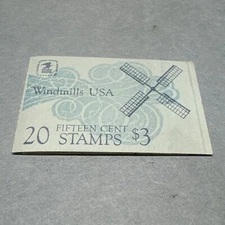 Windmills USA
20 FIFTEEN CENT STAMPS $3